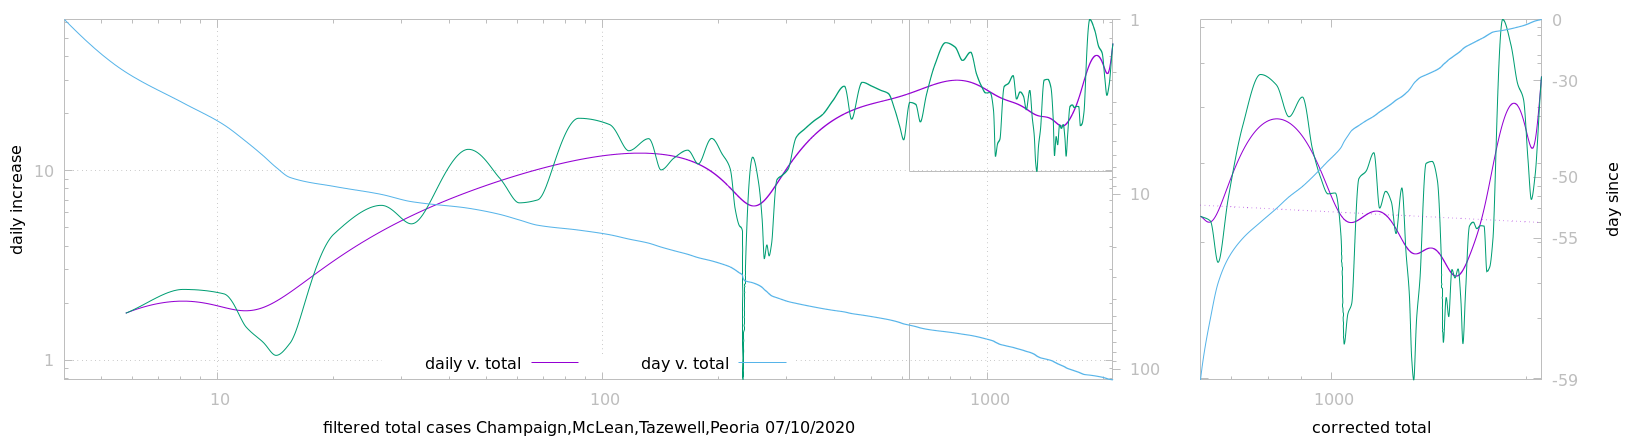 daily increase
10
1
10
100
1000
1
10
100
daily v. total
day v. total
filtered total cases Champaign,McLean,Tazewell,Peoria 07/10/2020
0
-30
-50
-55
-59
day since
1000
corrected total